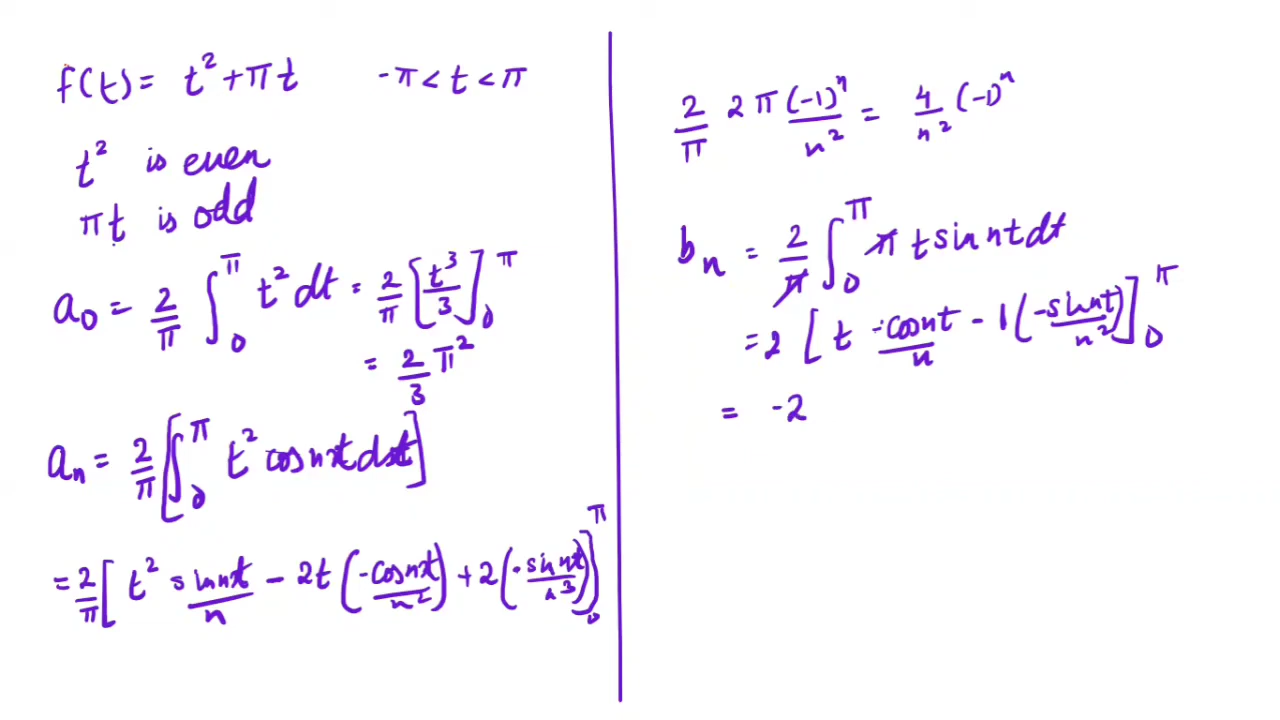 f(t) = t² + πt    -π < t < π
t² is even
πt is odd
a₀ = 2/π ∫₀^π t² dt = 2/π [t³/3]₀^π
= 2/3 π²
aₙ = 2/π [∫₀^π t² cos nt dt]
= 2/π [t² sin nt/n - 2t (-cos nt/n²) + 2 (-sin nt/n³)]₀^π
2/π 2π (-1)ⁿ/n² = 4/n² (-1)ⁿ
bₙ = 2/π ∫₀^π π t sin nt dt
= 2 [t -cos nt/n - 1 (-sin nt/n²)]₀^π
= -2